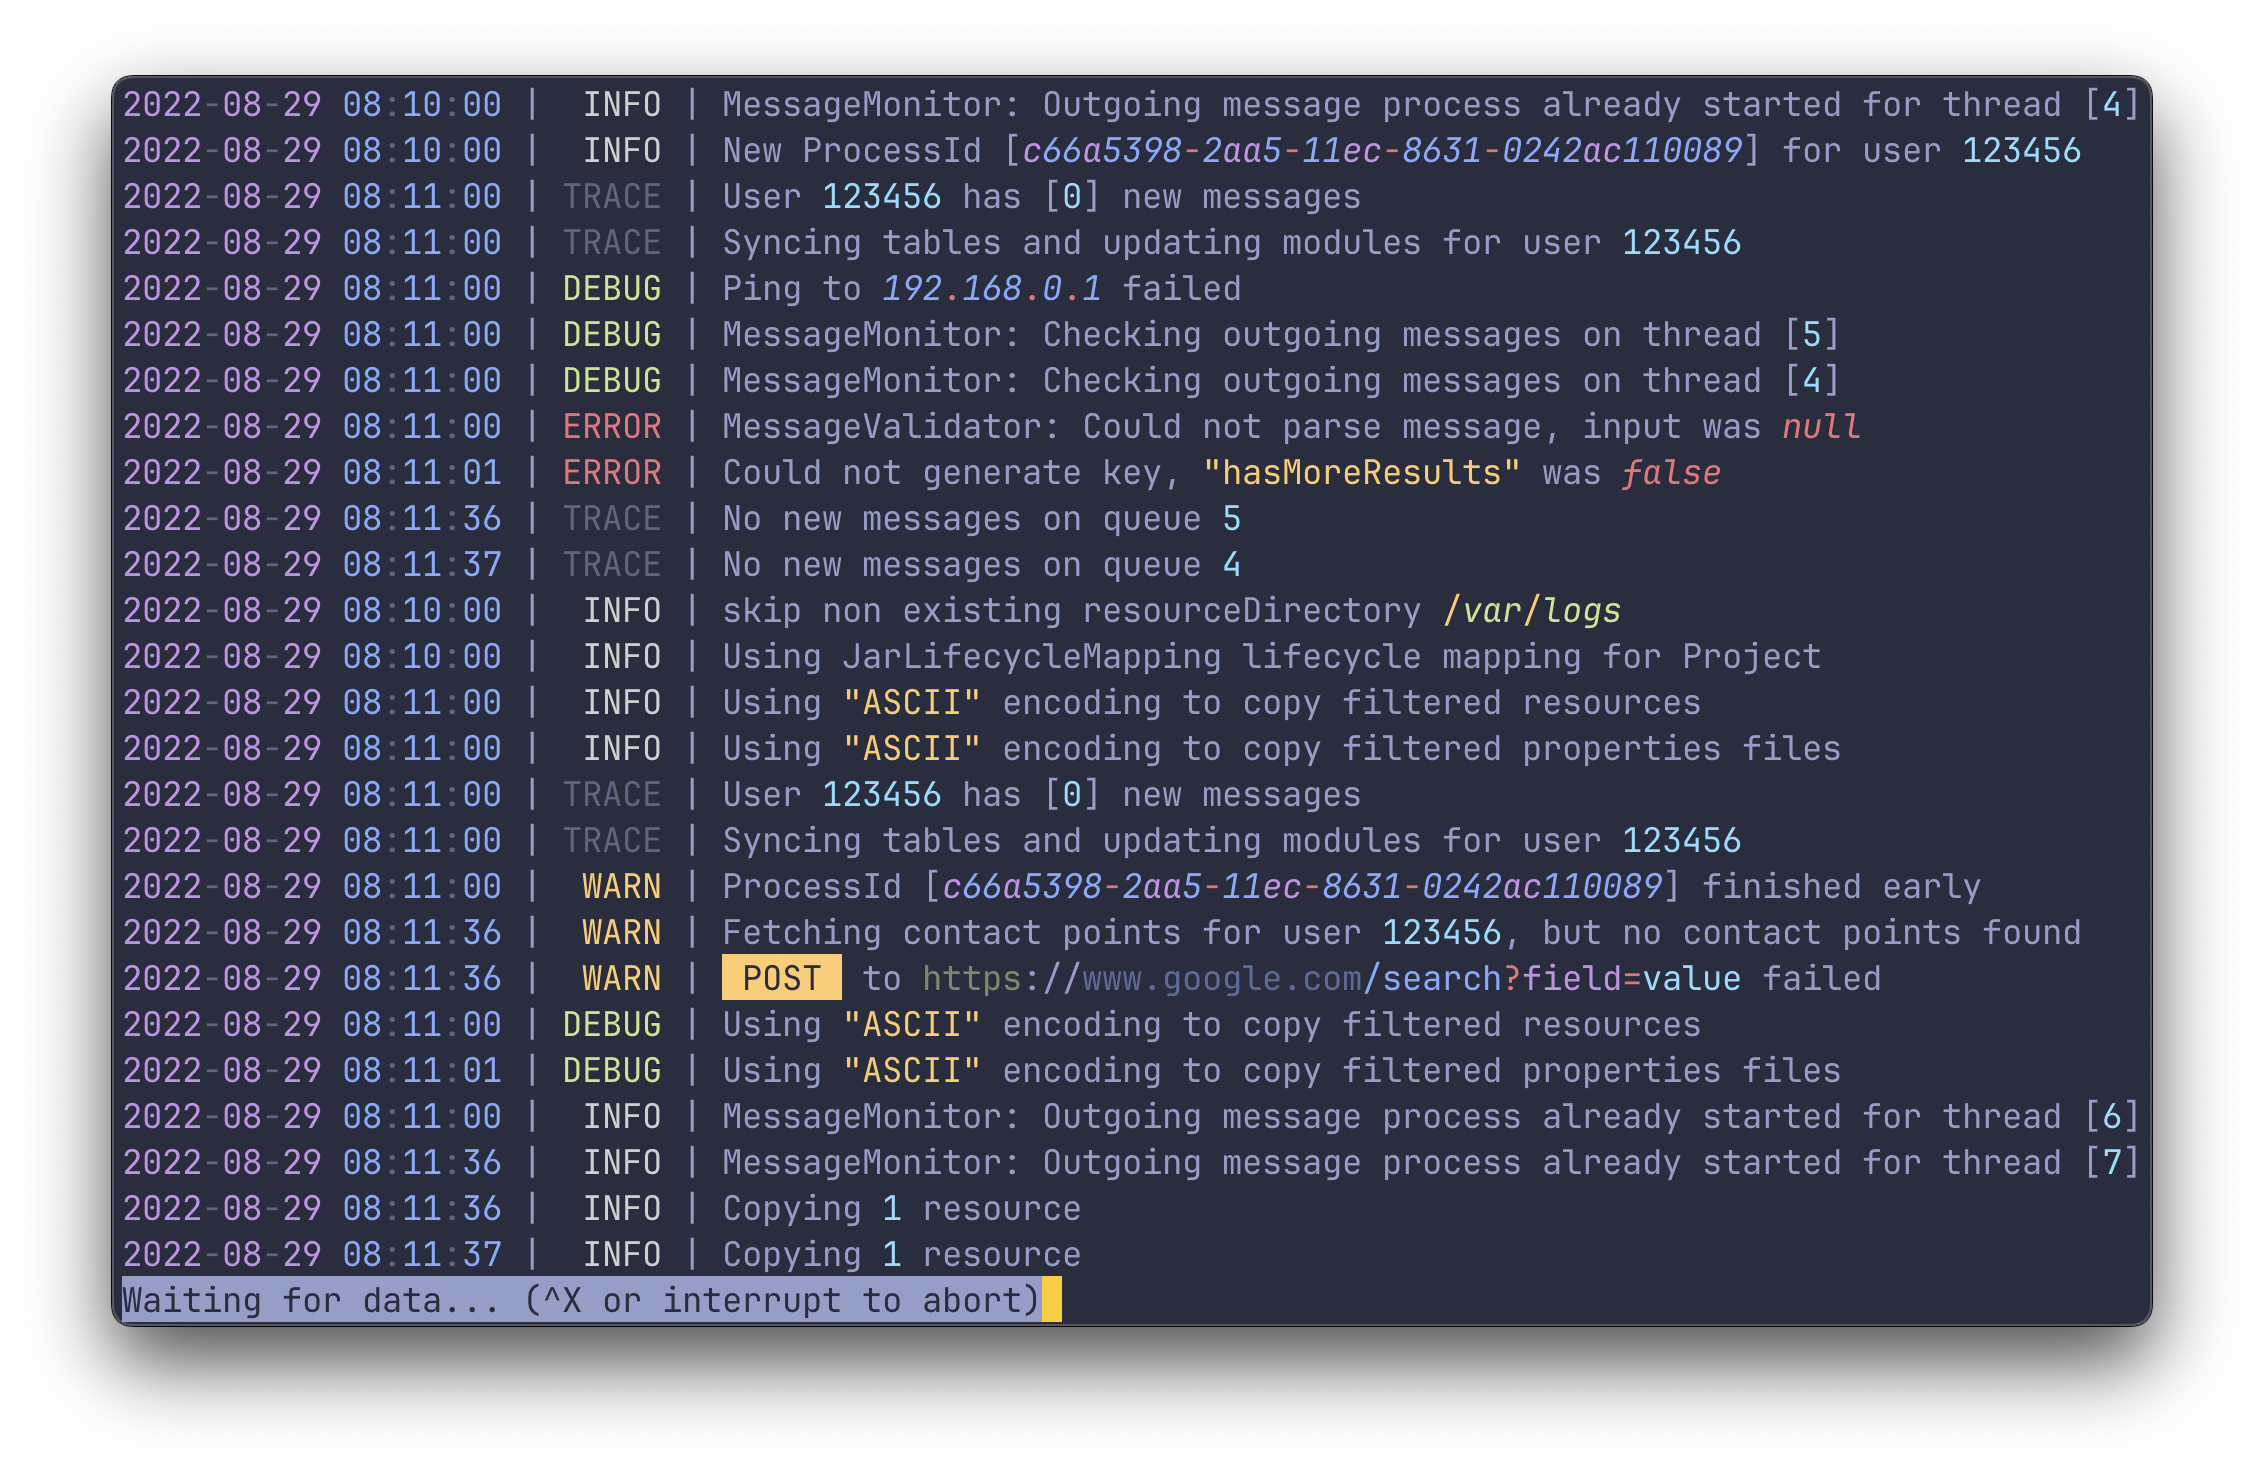 2022-08-29 08:10:00 |  INFO | MessageMonitor: Outgoing message process already started for thread [4]
2022-08-29 08:10:00 |  INFO | New ProcessId [c66a5398-2aa5-11ec-8631-0242ac110089] for user 123456
2022-08-29 08:11:00 | TRACE | User 123456 has [0] new messages
2022-08-29 08:11:00 | TRACE | Syncing tables and updating modules for user 123456
2022-08-29 08:11:00 | DEBUG | Ping to 192.168.0.1 failed
2022-08-29 08:11:00 | DEBUG | MessageMonitor: Checking outgoing messages on thread [5]
2022-08-29 08:11:00 | DEBUG | MessageMonitor: Checking outgoing messages on thread [4]
2022-08-29 08:11:00 | ERROR | MessageValidator: Could not parse message, input was null
2022-08-29 08:11:01 | ERROR | Could not generate key, "hasMoreResults" was false
2022-08-29 08:11:36 | TRACE | No new messages on queue 5
2022-08-29 08:11:37 | TRACE | No new messages on queue 4
2022-08-29 08:10:00 |  INFO | skip non existing resourceDirectory /var/logs
2022-08-29 08:10:00 |  INFO | Using JarLifecycleMapping lifecycle mapping for Project
2022-08-29 08:11:00 |  INFO | Using "ASCII" encoding to copy filtered resources
2022-08-29 08:11:00 |  INFO | Using "ASCII" encoding to copy filtered properties files
2022-08-29 08:11:00 | TRACE | User 123456 has [0] new messages
2022-08-29 08:11:00 | TRACE | Syncing tables and updating modules for user 123456
2022-08-29 08:11:00 |  WARN | ProcessId [c66a5398-2aa5-11ec-8631-0242ac110089] finished early
2022-08-29 08:11:36 |  WARN | Fetching contact points for user 123456, but no contact points found
2022-08-29 08:11:36 |  WARN |  POST  to https://www.google.com/search?field=value failed
2022-08-29 08:11:00 | DEBUG | Using "ASCII" encoding to copy filtered resources
2022-08-29 08:11:01 | DEBUG | Using "ASCII" encoding to copy filtered properties files
2022-08-29 08:11:00 |  INFO | MessageMonitor: Outgoing message process already started for thread [6]
2022-08-29 08:11:36 |  INFO | MessageMonitor: Outgoing message process already started for thread [7]
2022-08-29 08:11:36 |  INFO | Copying 1 resource
2022-08-29 08:11:37 |  INFO | Copying 1 resource
Waiting for data... (^X or interrupt to abort)